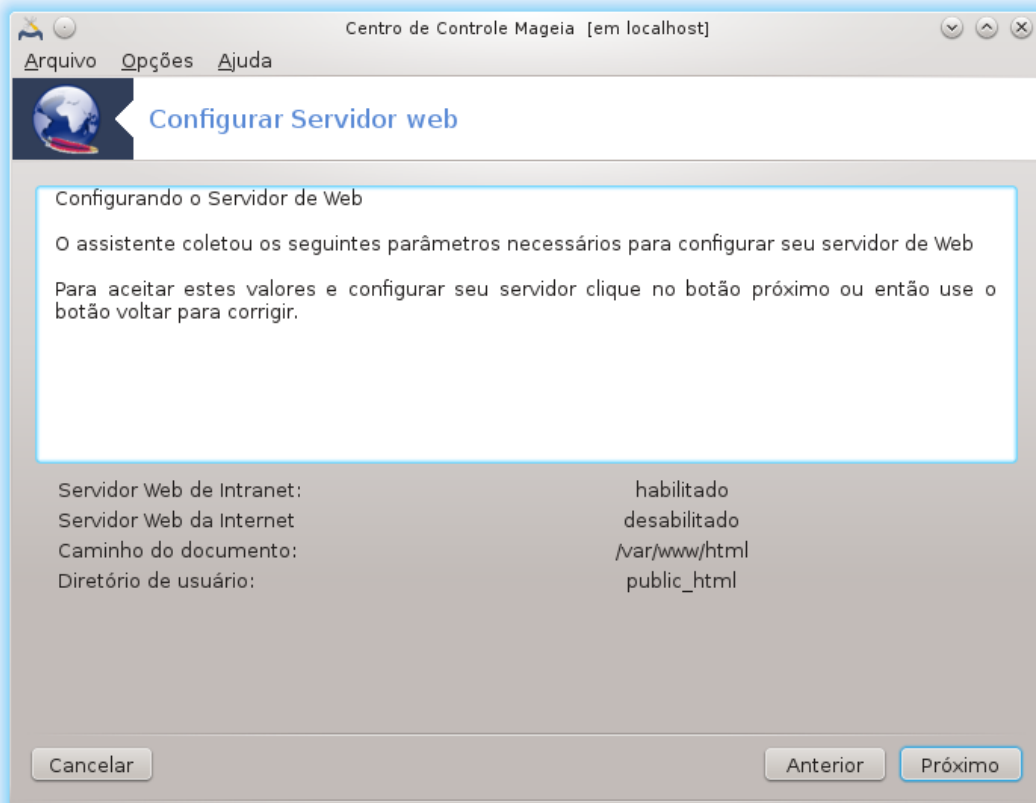 Centro de Controle Mageia [em localhost]
Arquivo Opções Ajuda
Configurar Servidor web
Configurando o Servidor de Web
O assistente coletou os seguintes parâmetros necessários para configurar seu servidor de Web
Para aceitar estes valores e configurar seu servidor clique no botão próximo ou então use o
botão voltar para corrigir.
Servidor Web de Intranet: habilitado
Servidor Web da Internet desabilitado
Caminho do documento: /var/www/html
Diretório de usuário: public_html
Cancelar Anterior Próximo